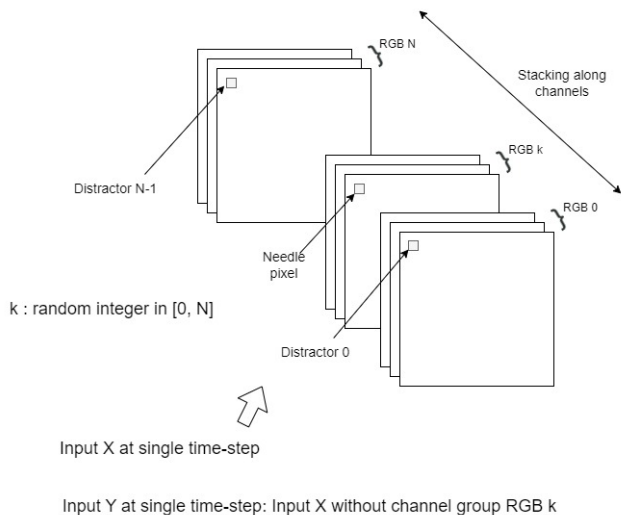 RGB N
Stacking along
channels
RGB k
Distractor N-1
RGB 0
Needle
pixel
k : random integer in [0, N]
Distractor 0
Input X at single time-step
Input Y at single time-step: Input X without channel group RGB k